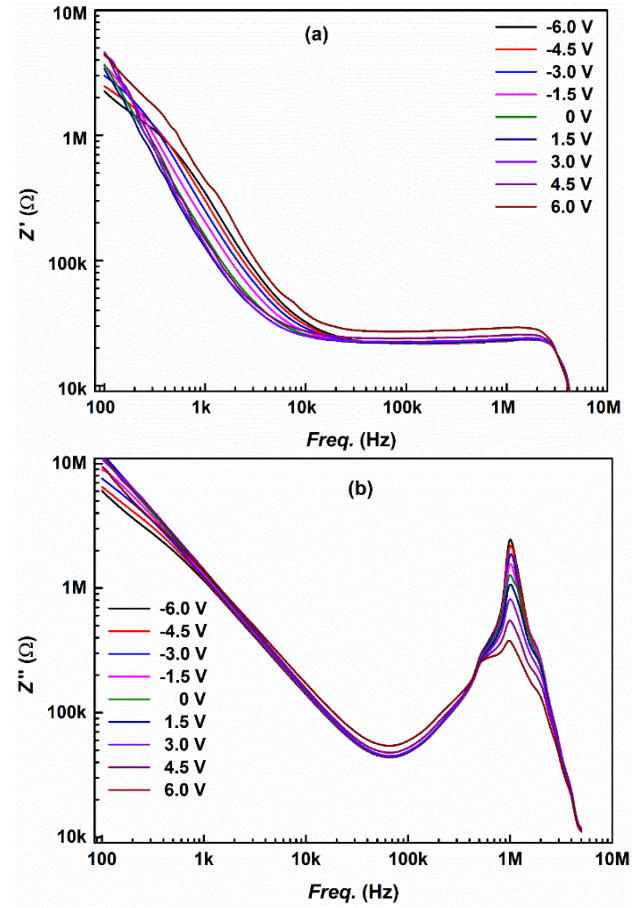 (a)
10M
1M
100k
10k
Z' (Ω)
-6.0 V
-4.5 V
-3.0 V
-1.5 V
0 V
1.5 V
3.0 V
4.5 V
6.0 V
100 1k 10k 100k 1M 10M
Freq. (Hz)
(b)
10M
1M
100k
10k
Z" (Ω)
-6.0 V
-4.5 V
-3.0 V
-1.5 V
0 V
1.5 V
3.0 V
4.5 V
6.0 V
100 1k 10k 100k 1M 10M
Freq. (Hz)